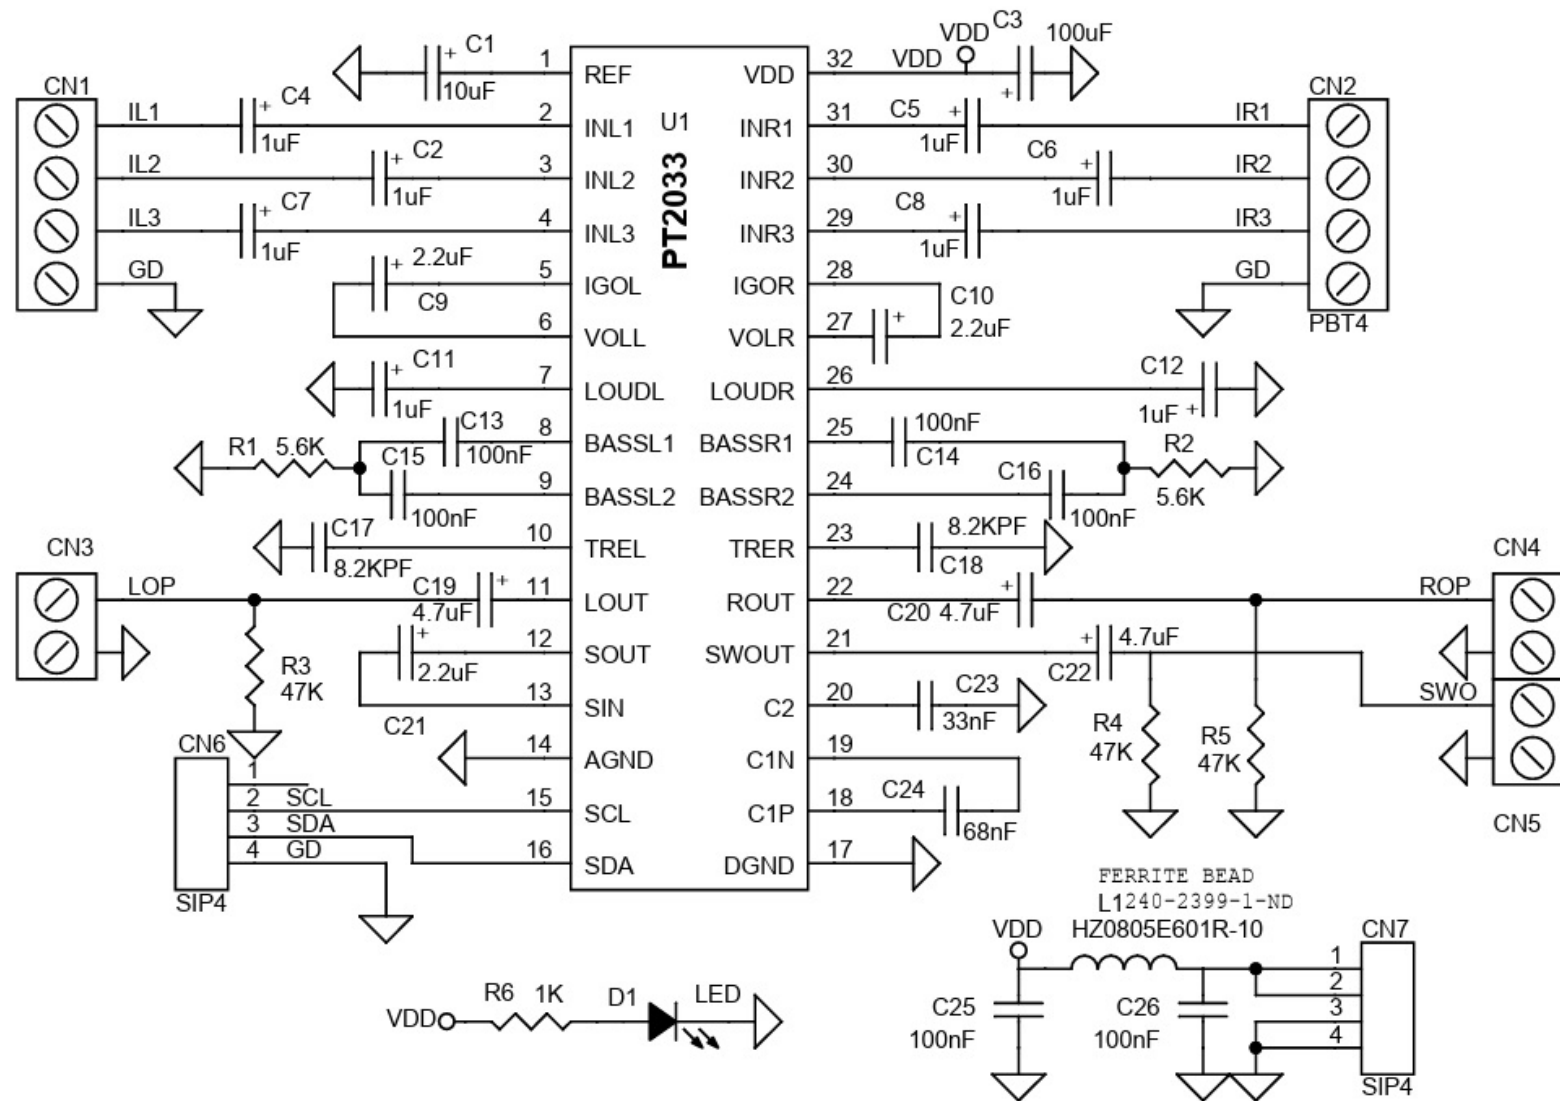 CN1
IL1
IL2
IL3
GD
+ C1
10uF
+ C4
1uF
+ C2
1uF
+ C7
1uF
+ 2.2uF
C9
+ C11
1uF
C13
100nF
C15
100nF
R1 5.6K
C17
8.2KPF
CN3
LOP
C19 +
4.7uF
+
2.2uF
C21
R3
47K
CN6
1
2 SCL
3 SDA
4 GD
SIP4
U1
PT2033
1 REF
2 INL1
3 INL2
4 INL3
5 IGOL
6 VOLL
7 LOUDL
8 BASSL1
9 BASSL2
10 TREL
11 LOUT
12 SOUT
13 SIN
14 AGND
15 SCL
16 SDA
VDD 32
INR1 31
INR2 30
INR3 29
IGOR 28
VOLR 27
LOUDR 26
BASSR1 25
BASSR2 24
TRER 23
ROUT 22
SWOUT 21
C2 20
C1N 19
C1P 18
DGND 17
VDD
VDD
C3
100uF
+
C5 +
1uF
C6
+
1uF
C8 +
1uF
CN2
IR1
IR2
IR3
GD
PBT4
+ C10
2.2uF
C12
1uF +
100nF
C14
C16
100nF
R2
5.6K
8.2KPF
C18
+
C20 4.7uF
+ 4.7uF
C22
C23
33nF
C24
68nF
R4
47K
R5
47K
CN4
ROP
SWO
CN5
VDD
R6 1K
D1
LED
FERRITE BEAD
L1 240-2399-1-ND
HZ0805E601R-10
VDD
C25
100nF
C26
100nF
CN7
1
2
3
4
SIP4